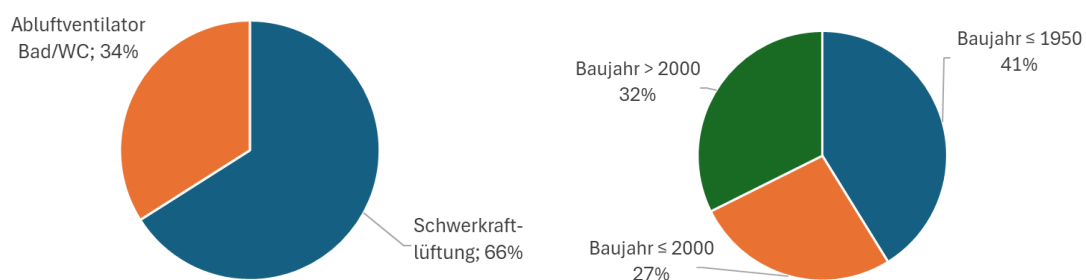 Abluftventilator
Bad/WC; 34%
Schwerkraft-
lüftung; 66%
Baujahr > 2000
32%
Baujahr ≤ 1950
41%
Baujahr ≤ 2000
27%